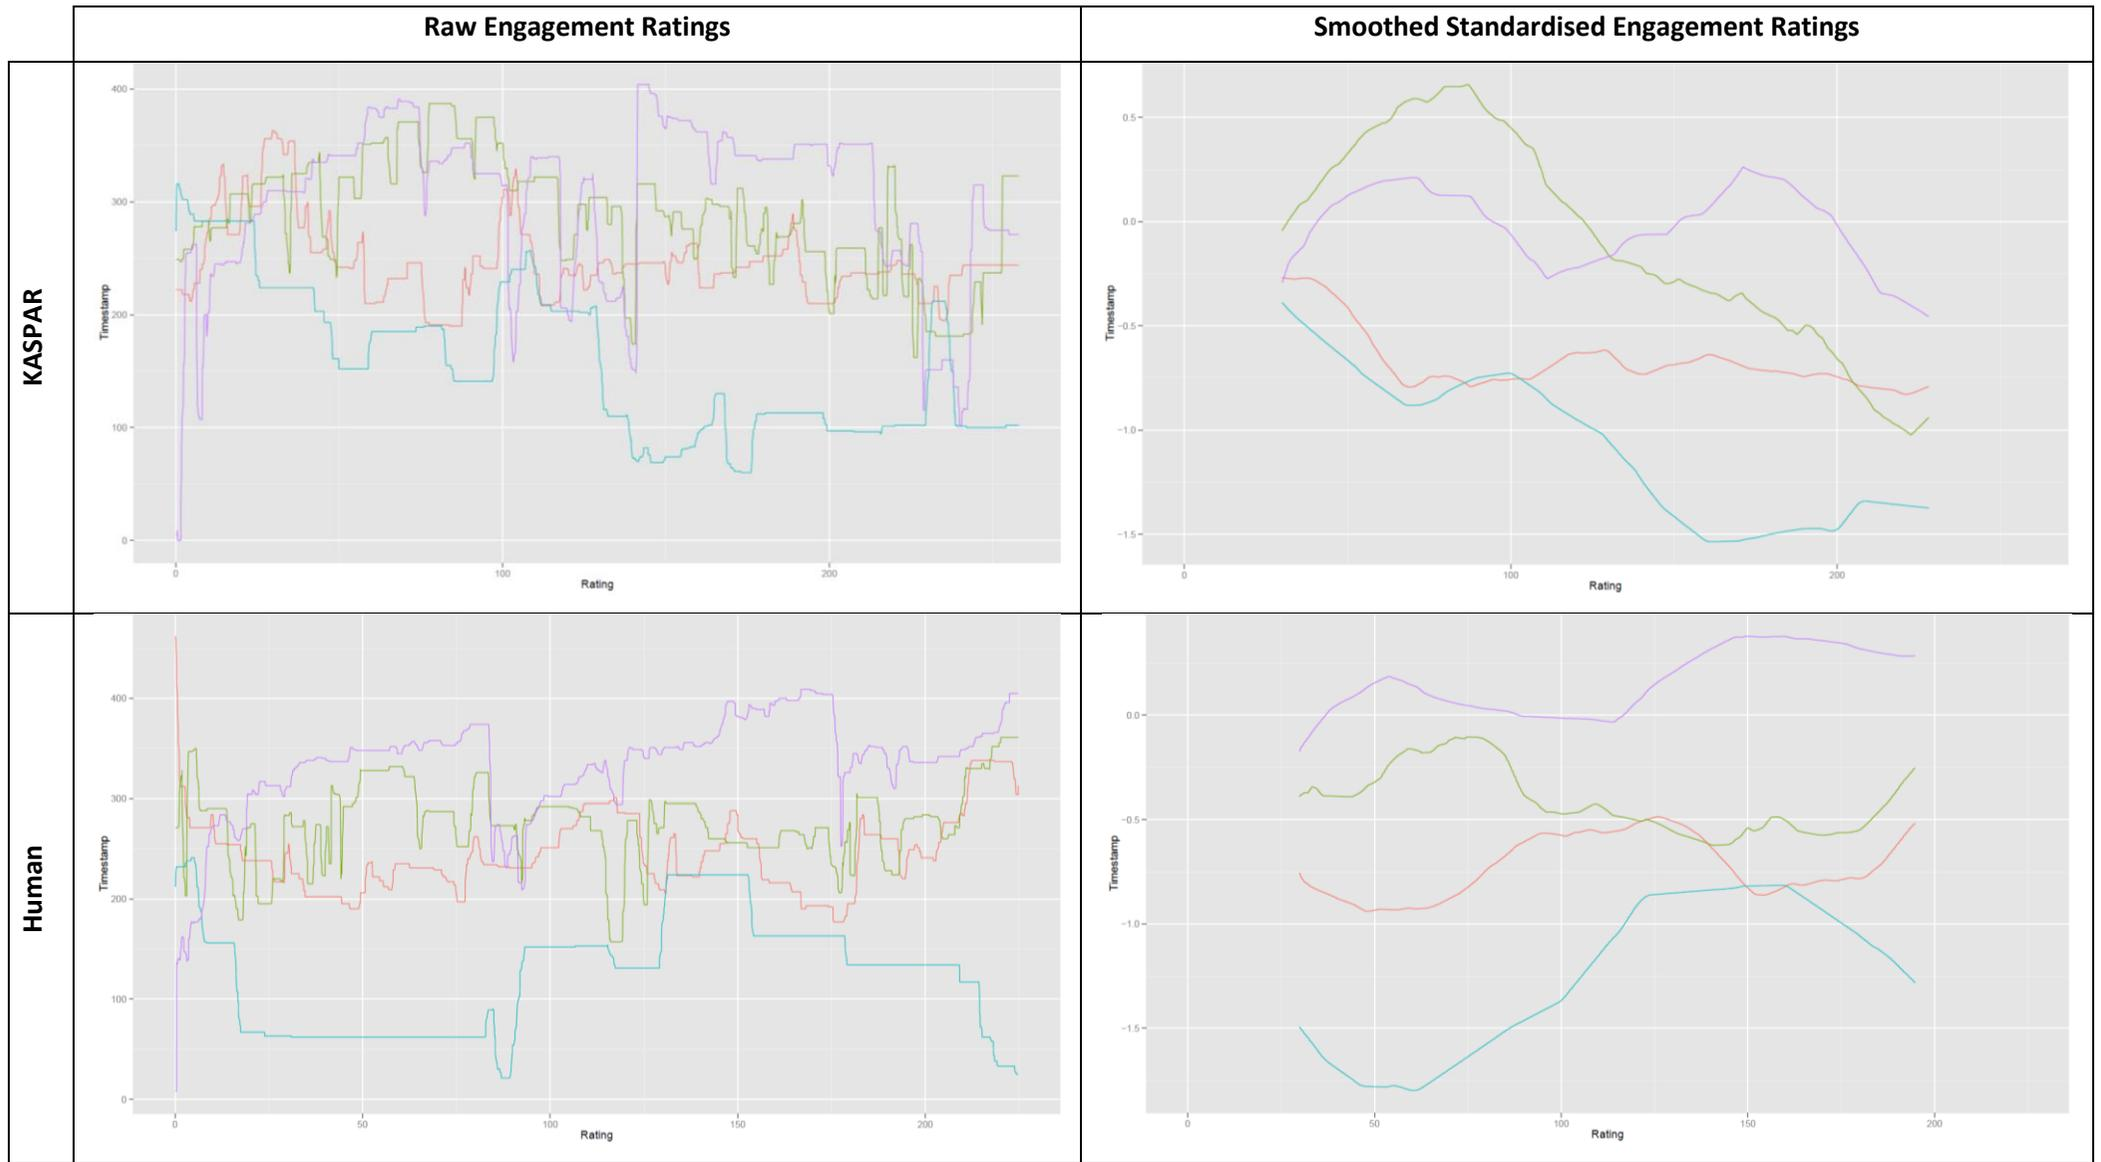 Raw Engagement Ratings
Smoothed Standardised Engagement Ratings
KASPAR
400
300
200
100
0
Timestamp
0 100 200
Rating
0.5
0.0
−0.5
−1.0
−1.5
Timestamp
0 100 200
Rating
Human
400
300
200
100
0
Timestamp
0 50 100 150 200
Rating
0.0
−0.5
−1.0
−1.5
Timestamp
0 50 100 150 200
Rating